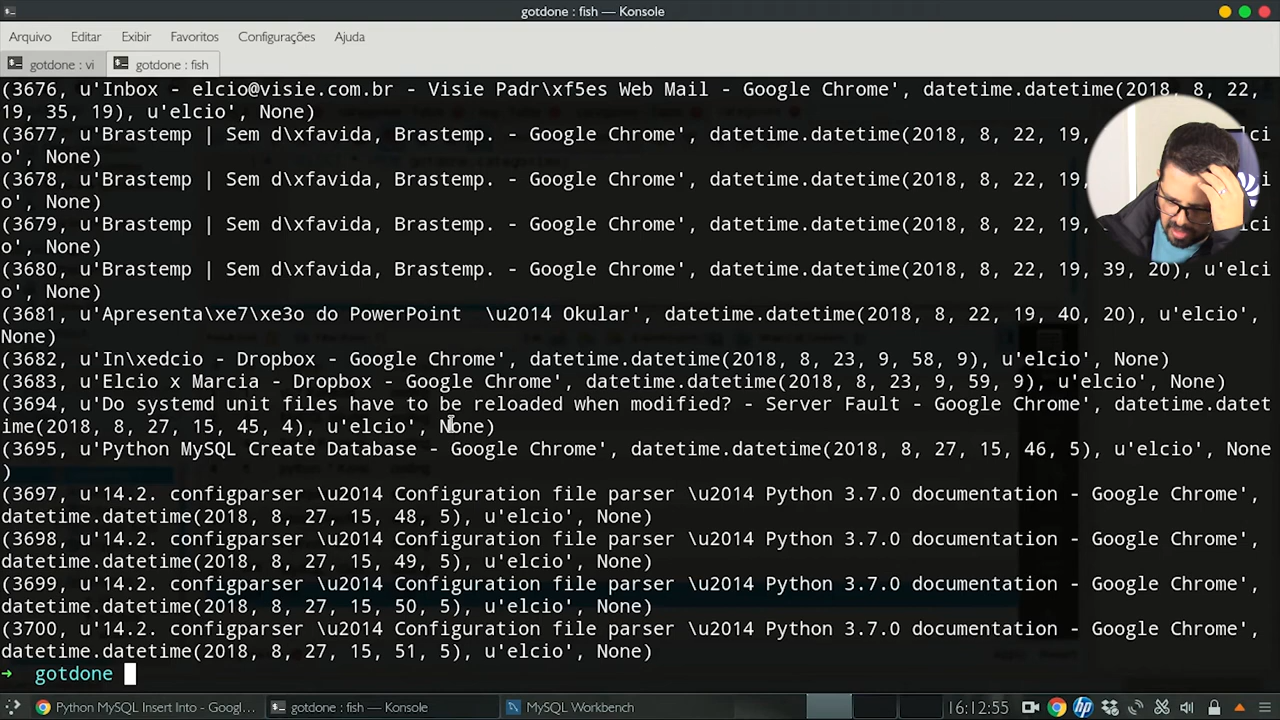 gotdone : fish — Konsole
Arquivo Editar Exibir Favoritos Configurações Ajuda
gotdone : vi gotdone : fish
(3676, u'Inbox - elcio@visie.com.br - Visie Padr\xf5es Web Mail - Google Chrome', datetime.datetime(2018, 8, 22,
19, 35, 19), u'elcio', None)
(3677, u'Brastemp | Sem d\xfavida, Brastemp. - Google Chrome', datetime.datetime(2018, 8, 22, 19,
o', None)
(3678, u'Brastemp | Sem d\xfavida, Brastemp. - Google Chrome', datetime.datetime(2018, 8, 22, 19,
o', None)
(3679, u'Brastemp | Sem d\xfavida, Brastemp. - Google Chrome', datetime.datetime(2018, 8, 22, 19,
o', None)
(3680, u'Brastemp | Sem d\xfavida, Brastemp. - Google Chrome', datetime.datetime(2018, 8, 22, 19, 39, 20), u'elci
o', None)
(3681, u'Apresenta\xe7\xe3o do PowerPoint  \u2014 Okular', datetime.datetime(2018, 8, 22, 19, 40, 20), u'elcio',
None)
(3682, u'In\xedcio - Dropbox - Google Chrome', datetime.datetime(2018, 8, 23, 9, 58, 9), u'elcio', None)
(3683, u'Elcio x Marcia - Dropbox - Google Chrome', datetime.datetime(2018, 8, 23, 9, 59, 9), u'elcio', None)
(3694, u'Do systemd unit files have to be reloaded when modified? - Server Fault - Google Chrome', datetime.datet
ime(2018, 8, 27, 15, 45, 4), u'elcio', None)
(3695, u'Python MySQL Create Database - Google Chrome', datetime.datetime(2018, 8, 27, 15, 46, 5), u'elcio', None
)
(3697, u'14.2. configparser \u2014 Configuration file parser \u2014 Python 3.7.0 documentation - Google Chrome',
datetime.datetime(2018, 8, 27, 15, 48, 5), u'elcio', None)
(3698, u'14.2. configparser \u2014 Configuration file parser \u2014 Python 3.7.0 documentation - Google Chrome',
datetime.datetime(2018, 8, 27, 15, 49, 5), u'elcio', None)
(3699, u'14.2. configparser \u2014 Configuration file parser \u2014 Python 3.7.0 documentation - Google Chrome',
datetime.datetime(2018, 8, 27, 15, 50, 5), u'elcio', None)
(3700, u'14.2. configparser \u2014 Configuration file parser \u2014 Python 3.7.0 documentation - Google Chrome',
datetime.datetime(2018, 8, 27, 15, 51, 5), u'elcio', None)
→ gotdone
Python MySQL Insert Into - Googl... gotdone : fish — Konsole MySQL Workbench 16:12:55